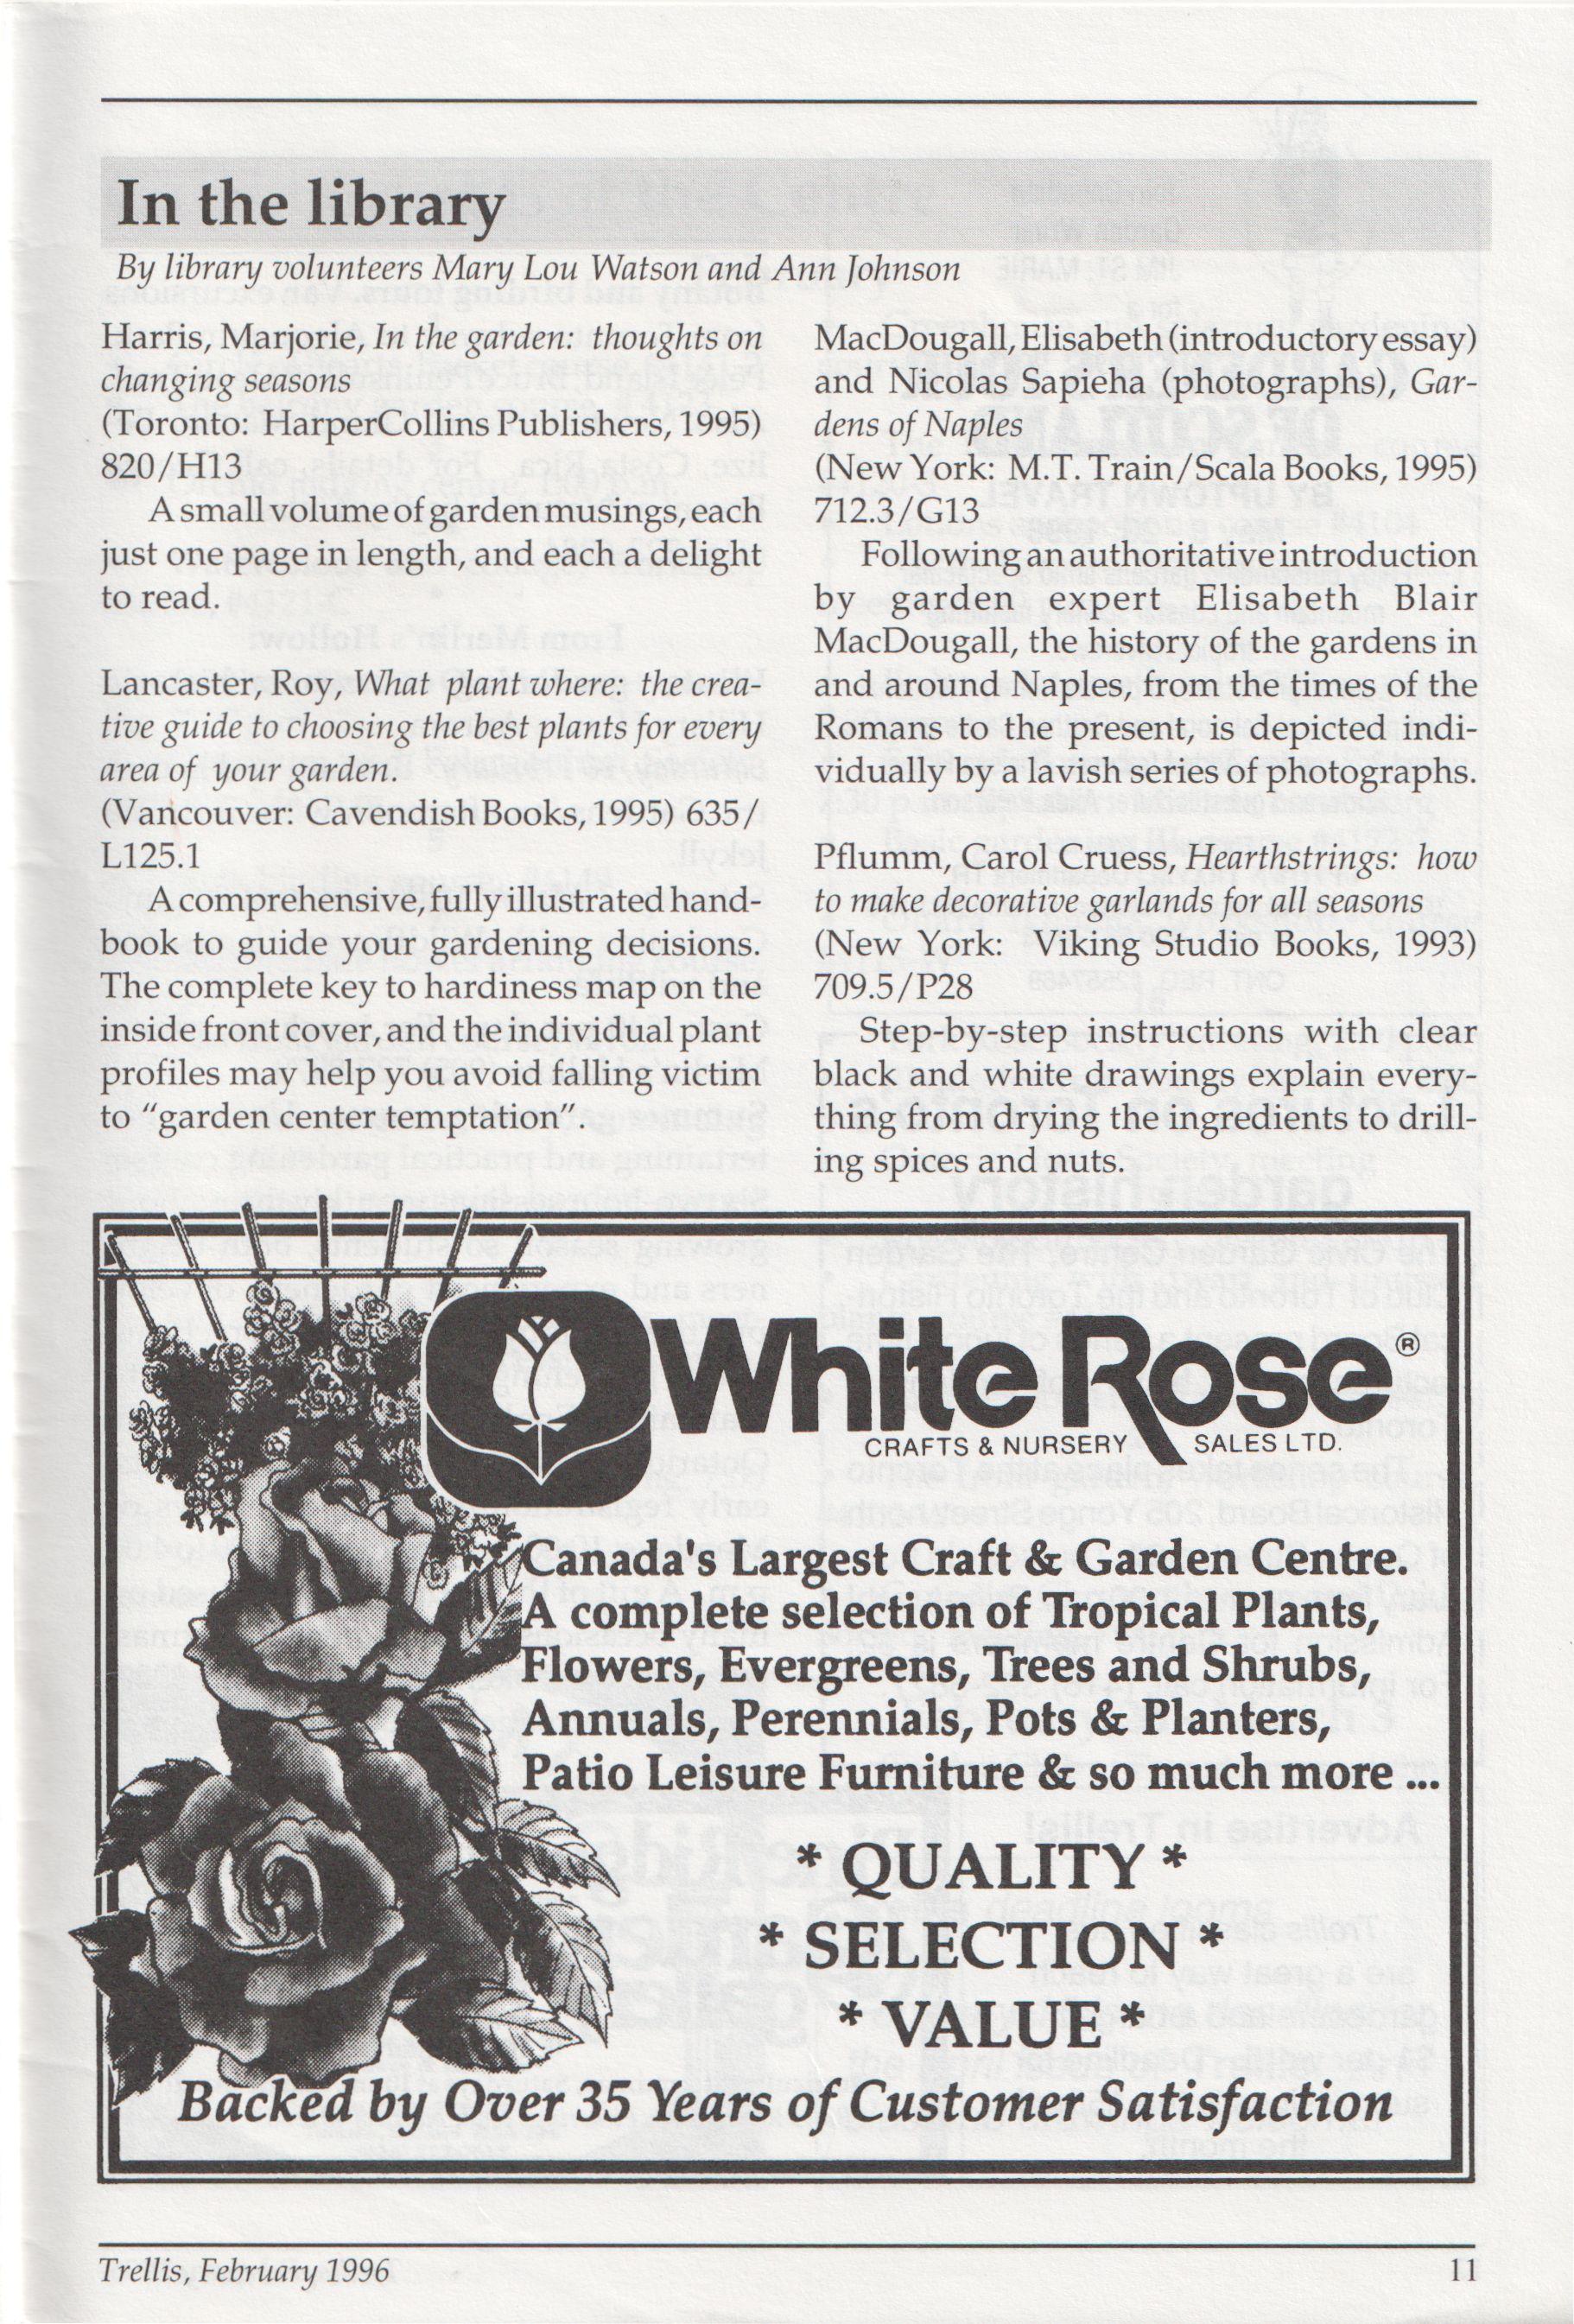 In the library
By library volunteers Mary Lou Watson and Ann Johnson
Harris, Marjorie, In the garden: thoughts on
changing seasons
(Toronto: HarperCollins Publishers, 1995)
820/H13
A small volume of garden musings, each
just one page in length, and each a delight
to read.
Lancaster, Roy, What plant where: the crea-
tive guide to choosing the best plants for every
area of your garden.
(Vancouver: Cavendish Books, 1995) 635/
L125.1
A comprehensive, fully illustrated hand-
book to guide your gardening decisions.
The complete key to hardiness map on the
inside front cover, and the individual plant
profiles may help you avoid falling victim
to "garden center temptation".
MacDougall, Elisabeth (introductory essay)
and Nicolas Sapieha (photographs), Gar-
dens of Naples
(New York: M.T. Train/Scala Books, 1995)
712.3/G13
Following an authoritative introduction
by garden expert Elisabeth Blair
MacDougall, the history of the gardens in
and around Naples, from the times of the
Romans to the present, is depicted indi-
vidually by a lavish series of photographs.
Pflumm, Carol Cruess, Hearthstrings: how
to make decorative garlands for all seasons
(New York: Viking Studio Books, 1993)
709.5/P28
Step-by-step instructions with clear
black and white drawings explain every-
thing from drying the ingredients to drill-
ing spices and nuts.
White Rose®
CRAFTS & NURSERY SALES LTD.
Canada's Largest Craft & Garden Centre.
A complete selection of Tropical Plants,
Flowers, Evergreens, Trees and Shrubs,
Annuals, Perennials, Pots & Planters,
Patio Leisure Furniture & so much more ...
* QUALITY *
* SELECTION *
* VALUE *
Backed by Over 35 Years of Customer Satisfaction
Trellis, February 1996
11